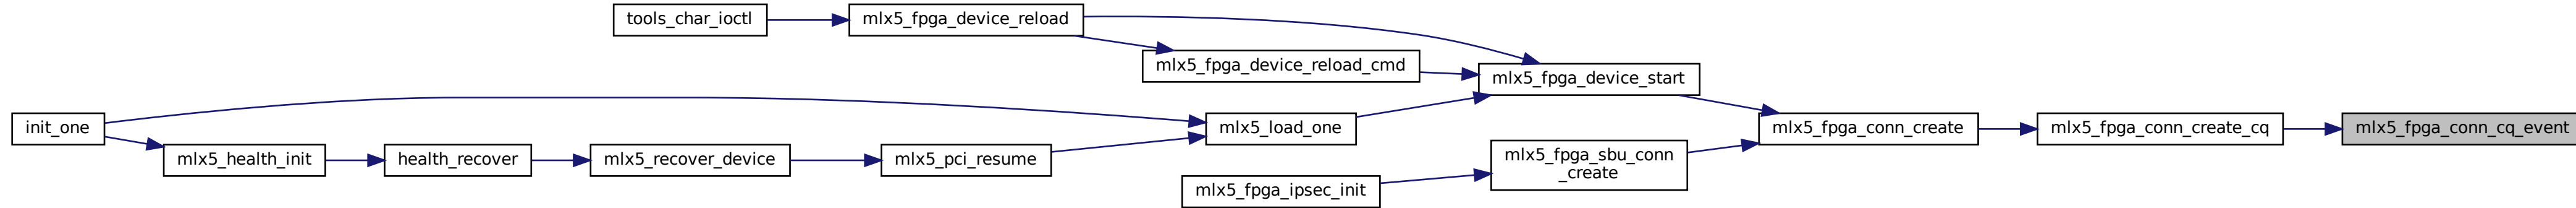 tools_char_ioctl
mlx5_fpga_device_reload
mlx5_fpga_device_reload_cmd
mlx5_fpga_device_start
init_one
mlx5_load_one
mlx5_fpga_conn_create
mlx5_fpga_conn_create_cq
mlx5_fpga_conn_cq_event
mlx5_health_init
health_recover
mlx5_recover_device
mlx5_pci_resume
mlx5_fpga_sbu_conn
_create
mlx5_fpga_ipsec_init